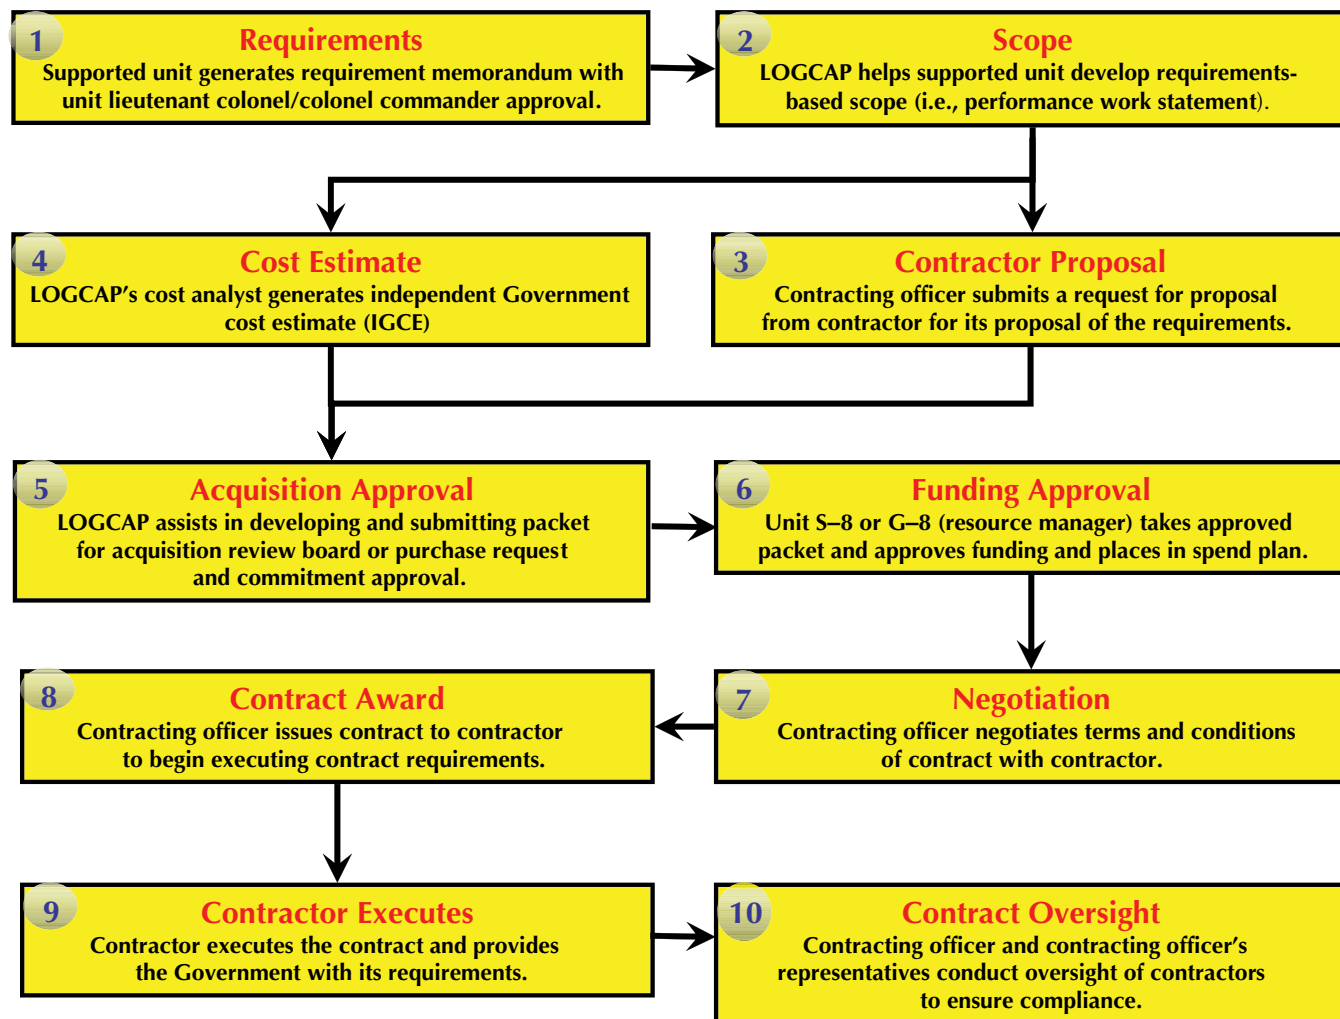 1
Requirements
Supported unit generates requirement memorandum with
unit lieutenant colonel/colonel commander approval.
2
Scope
LOGCAP helps supported unit develop requirements-
based scope (i.e., performance work statement).
4
Cost Estimate
LOGCAP’s cost analyst generates independent Government
cost estimate (IGCE)
3
Contractor Proposal
Contracting officer submits a request for proposal
from contractor for its proposal of the requirements.
5
Acquisition Approval
LOGCAP assists in developing and submitting packet
for acquisition review board or purchase request
and commitment approval.
6
Funding Approval
Unit S–8 or G–8 (resource manager) takes approved
packet and approves funding and places in spend plan.
8
Contract Award
Contracting officer issues contract to contractor
to begin executing contract requirements.
7
Negotiation
Contracting officer negotiates terms and conditions
of contract with contractor.
9
Contractor Executes
Contractor executes the contract and provides
the Government with its requirements.
10
Contract Oversight
Contracting officer and contracting officer’s
representatives conduct oversight of contractors
to ensure compliance.